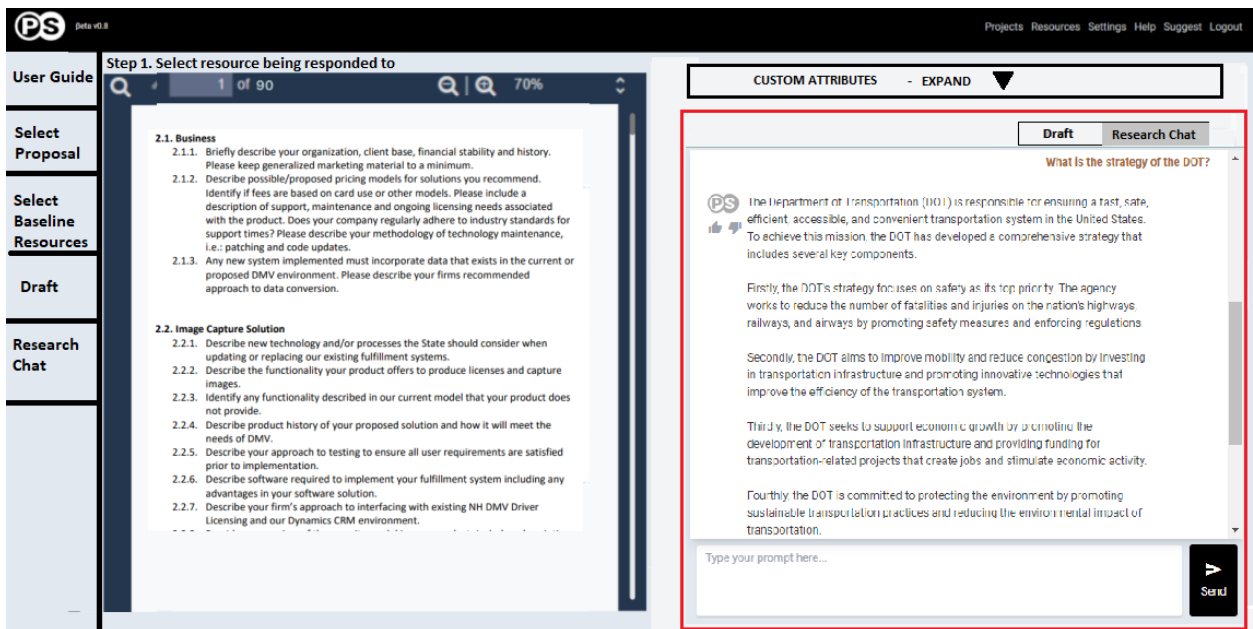 PS Beta v0.8
Projects Resources Settings Help Suggest Logout
User Guide
Select
Proposal
Select
Baseline
Resources
Draft
Research
Chat
Step 1. Select resource being responded to
1 of 90
70%
2.1. Business
2.1.1. Briefly describe your organization, client base, financial stability and history.
Please keep generalized marketing material to a minimum.
2.1.2. Describe possible/proposed pricing models for solutions you recommend.
Identify if fees are based on card use or other models. Please include a
description of support, maintenance and ongoing licensing needs associated
with the product. Does your company regularly adhere to industry standards for
support times? Please describe your methodology of technology maintenance,
i.e.: patching and code updates.
2.1.3. Any new system implemented must incorporate data that exists in the current or
proposed DMV environment. Please describe your firms recommended
approach to data conversion.
2.2. Image Capture Solution
2.2.1. Describe new technology and/or processes the State should consider when
updating or replacing our existing fulfillment systems.
2.2.2. Describe the functionality your product offers to produce licenses and capture
images.
2.2.3. Identify any functionality described in our current model that your product does
not provide.
2.2.4. Describe product history of your proposed solution and how it will meet the
needs of DMV.
2.2.5. Describe your approach to testing to ensure all user requirements are satisfied
prior to implementation.
2.2.6. Describe software required to implement your fulfillment system including any
advantages in your software solution.
2.2.7. Describe your firm's approach to interfacing with existing NH DMV Driver
Licensing and our Dynamics CRM environment.
CUSTOM ATTRIBUTES - EXPAND
Draft
Research Chat
What is the strategy of the DOT?
PS
The Department of Transportation (DOT) is responsible for ensuring a fast, safe,
efficient, accessible, and convenient transportation system in the United States.
To achieve this mission, the DOT has developed a comprehensive strategy that
includes several key components.
Firstly, the DOT's strategy focuses on safety as its top priority. The agency
works to reduce the number of fatalities and injuries on the nation's highways,
railways, and airways by promoting safety measures and enforcing regulations.
Secondly, the DOT aims to improve mobility and reduce congestion by investing
in transportation infrastructure and promoting innovative technologies that
improve the efficiency of the transportation system.
Thirdly, the DOT seeks to support economic growth by promoting the
development of transportation infrastructure and providing funding for
transportation-related projects that create jobs and stimulate economic activity.
Fourthly, the DOT is committed to protecting the environment by promoting
sustainable transportation practices and reducing the environmental impact of
transportation.
Type your prompt here...
Send